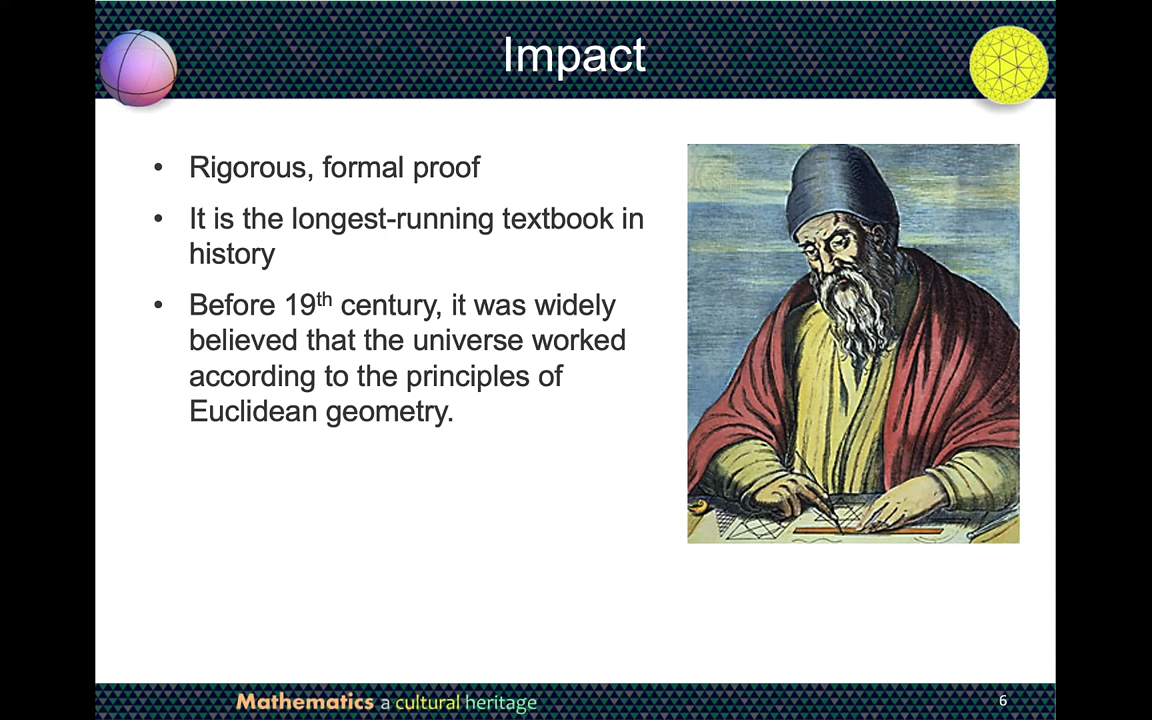 Impact
• Rigorous, formal proof
• It is the longest-running textbook in
history
• Before 19th century, it was widely
believed that the universe worked
according to the principles of
Euclidean geometry.
Mathematics a cultural heritage
6